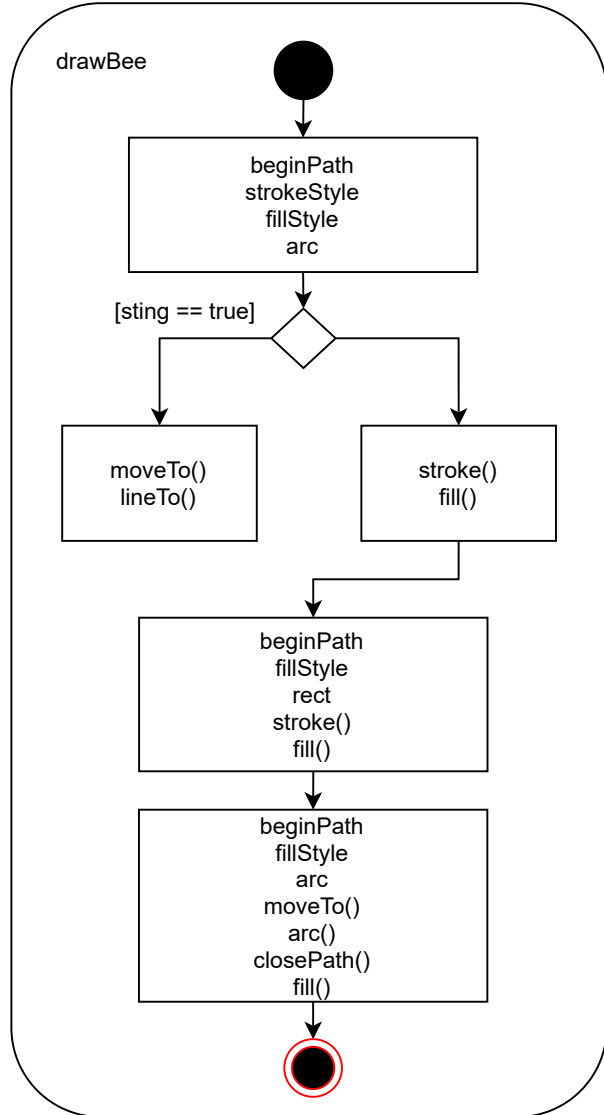 drawBee
beginPath
strokeStyle
fillStyle
arc
[sting == true]
moveTo()
lineTo()
stroke()
fill()
beginPath
fillStyle
rect
stroke()
fill()
beginPath
fillStyle
arc
moveTo()
arc()
closePath()
fill()